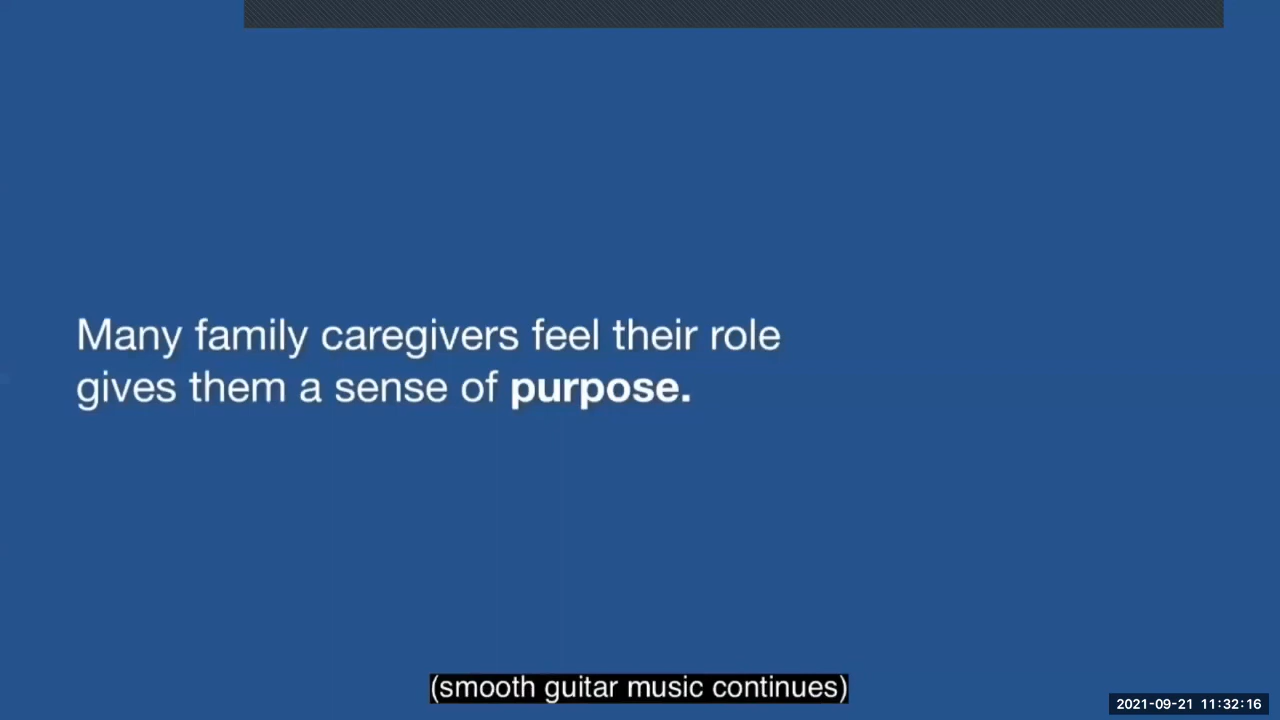 Many family caregivers feel their role
gives them a sense of purpose.
(smooth guitar music continues)
2021-09-21 11:32:16